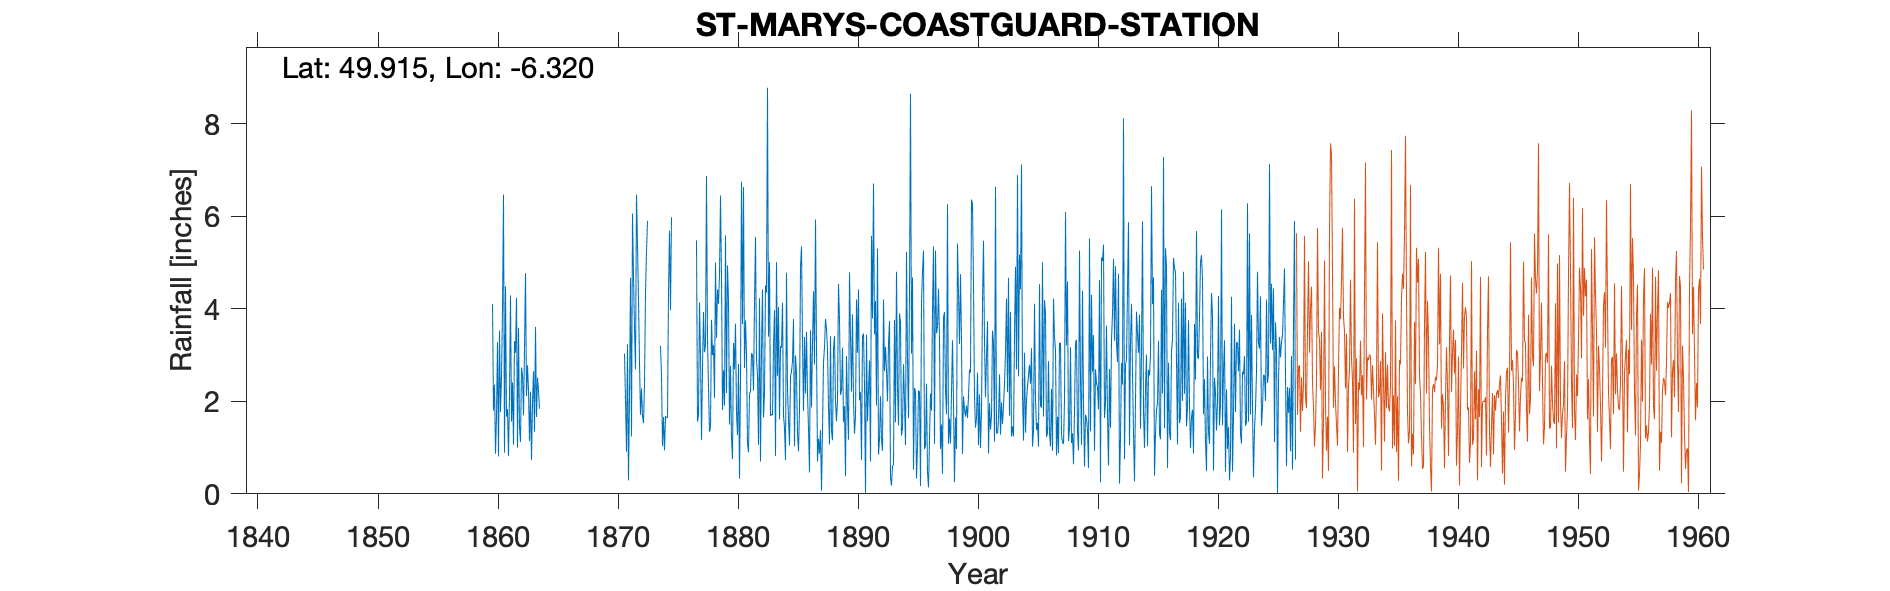 ST-MARYS-COASTGUARD-STATION
Lat: 49.915, Lon: -6.320
8
6
4
2
0
Rainfall [inches]
1840 1850 1860 1870 1880 1890 1900 1910 1920 1930 1940 1950 1960
Year